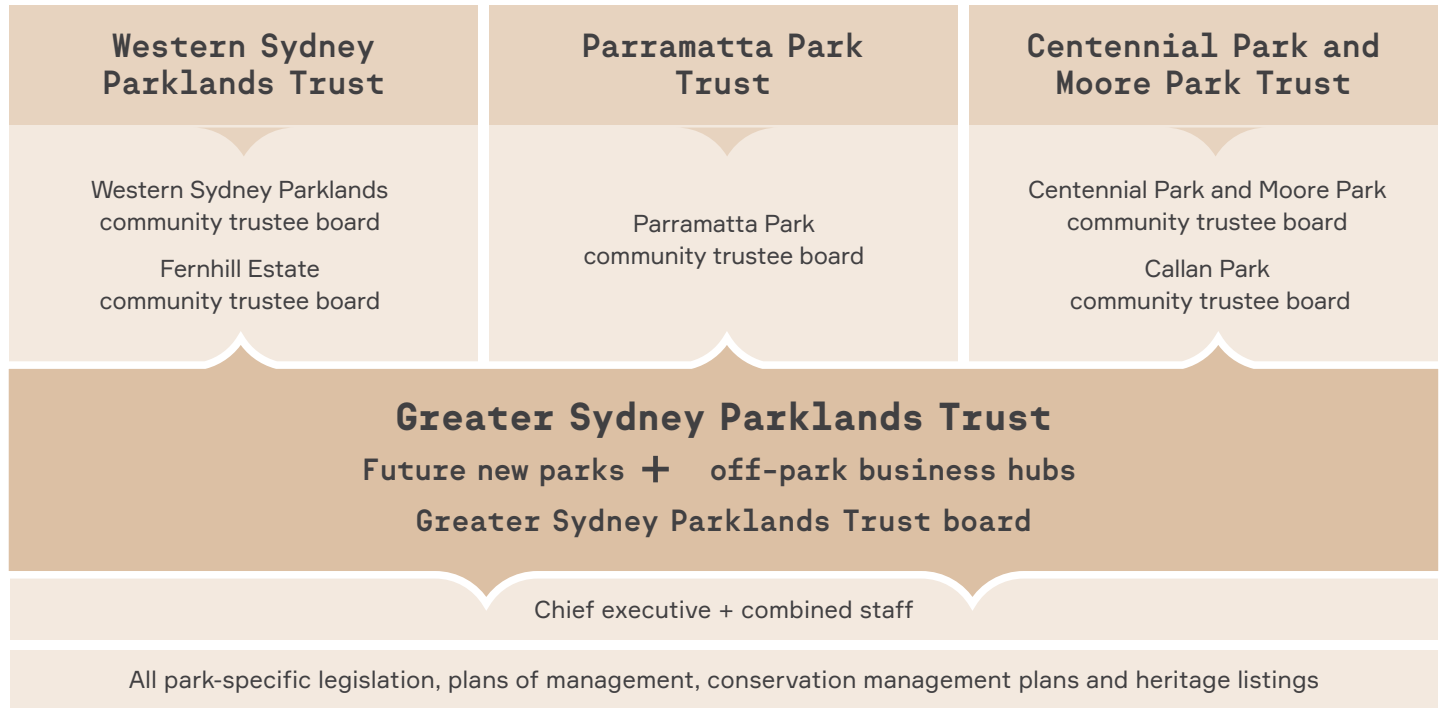 Western Sydney
Parklands Trust
Western Sydney Parklands
community trustee board
Fernhill Estate
community trustee board
Parramatta Park
Trust
Parramatta Park
community trustee board
Centennial Park and
Moore Park Trust
Centennial Park and Moore Park
community trustee board
Callan Park
community trustee board
Greater Sydney Parklands Trust
Future new parks + off-park business hubs
Greater Sydney Parklands Trust board
Chief executive + combined staff
All park-specific legislation, plans of management, conservation management plans and heritage listings